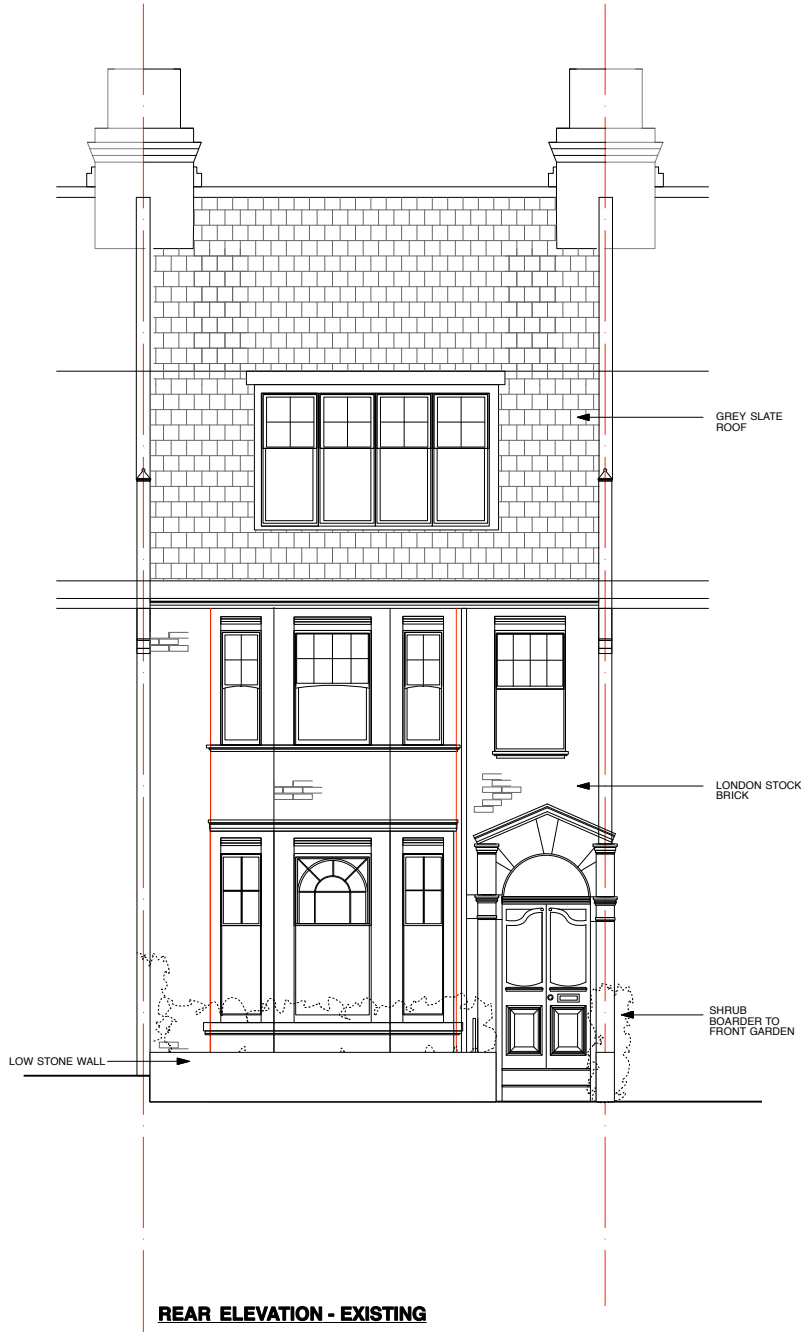 GREY SLATE
ROOF
LONDON STOCK
BRICK
SHRUB
BOARDER TO
FRONT GARDEN
LOW STONE WALL
REAR ELEVATION - EXISTING